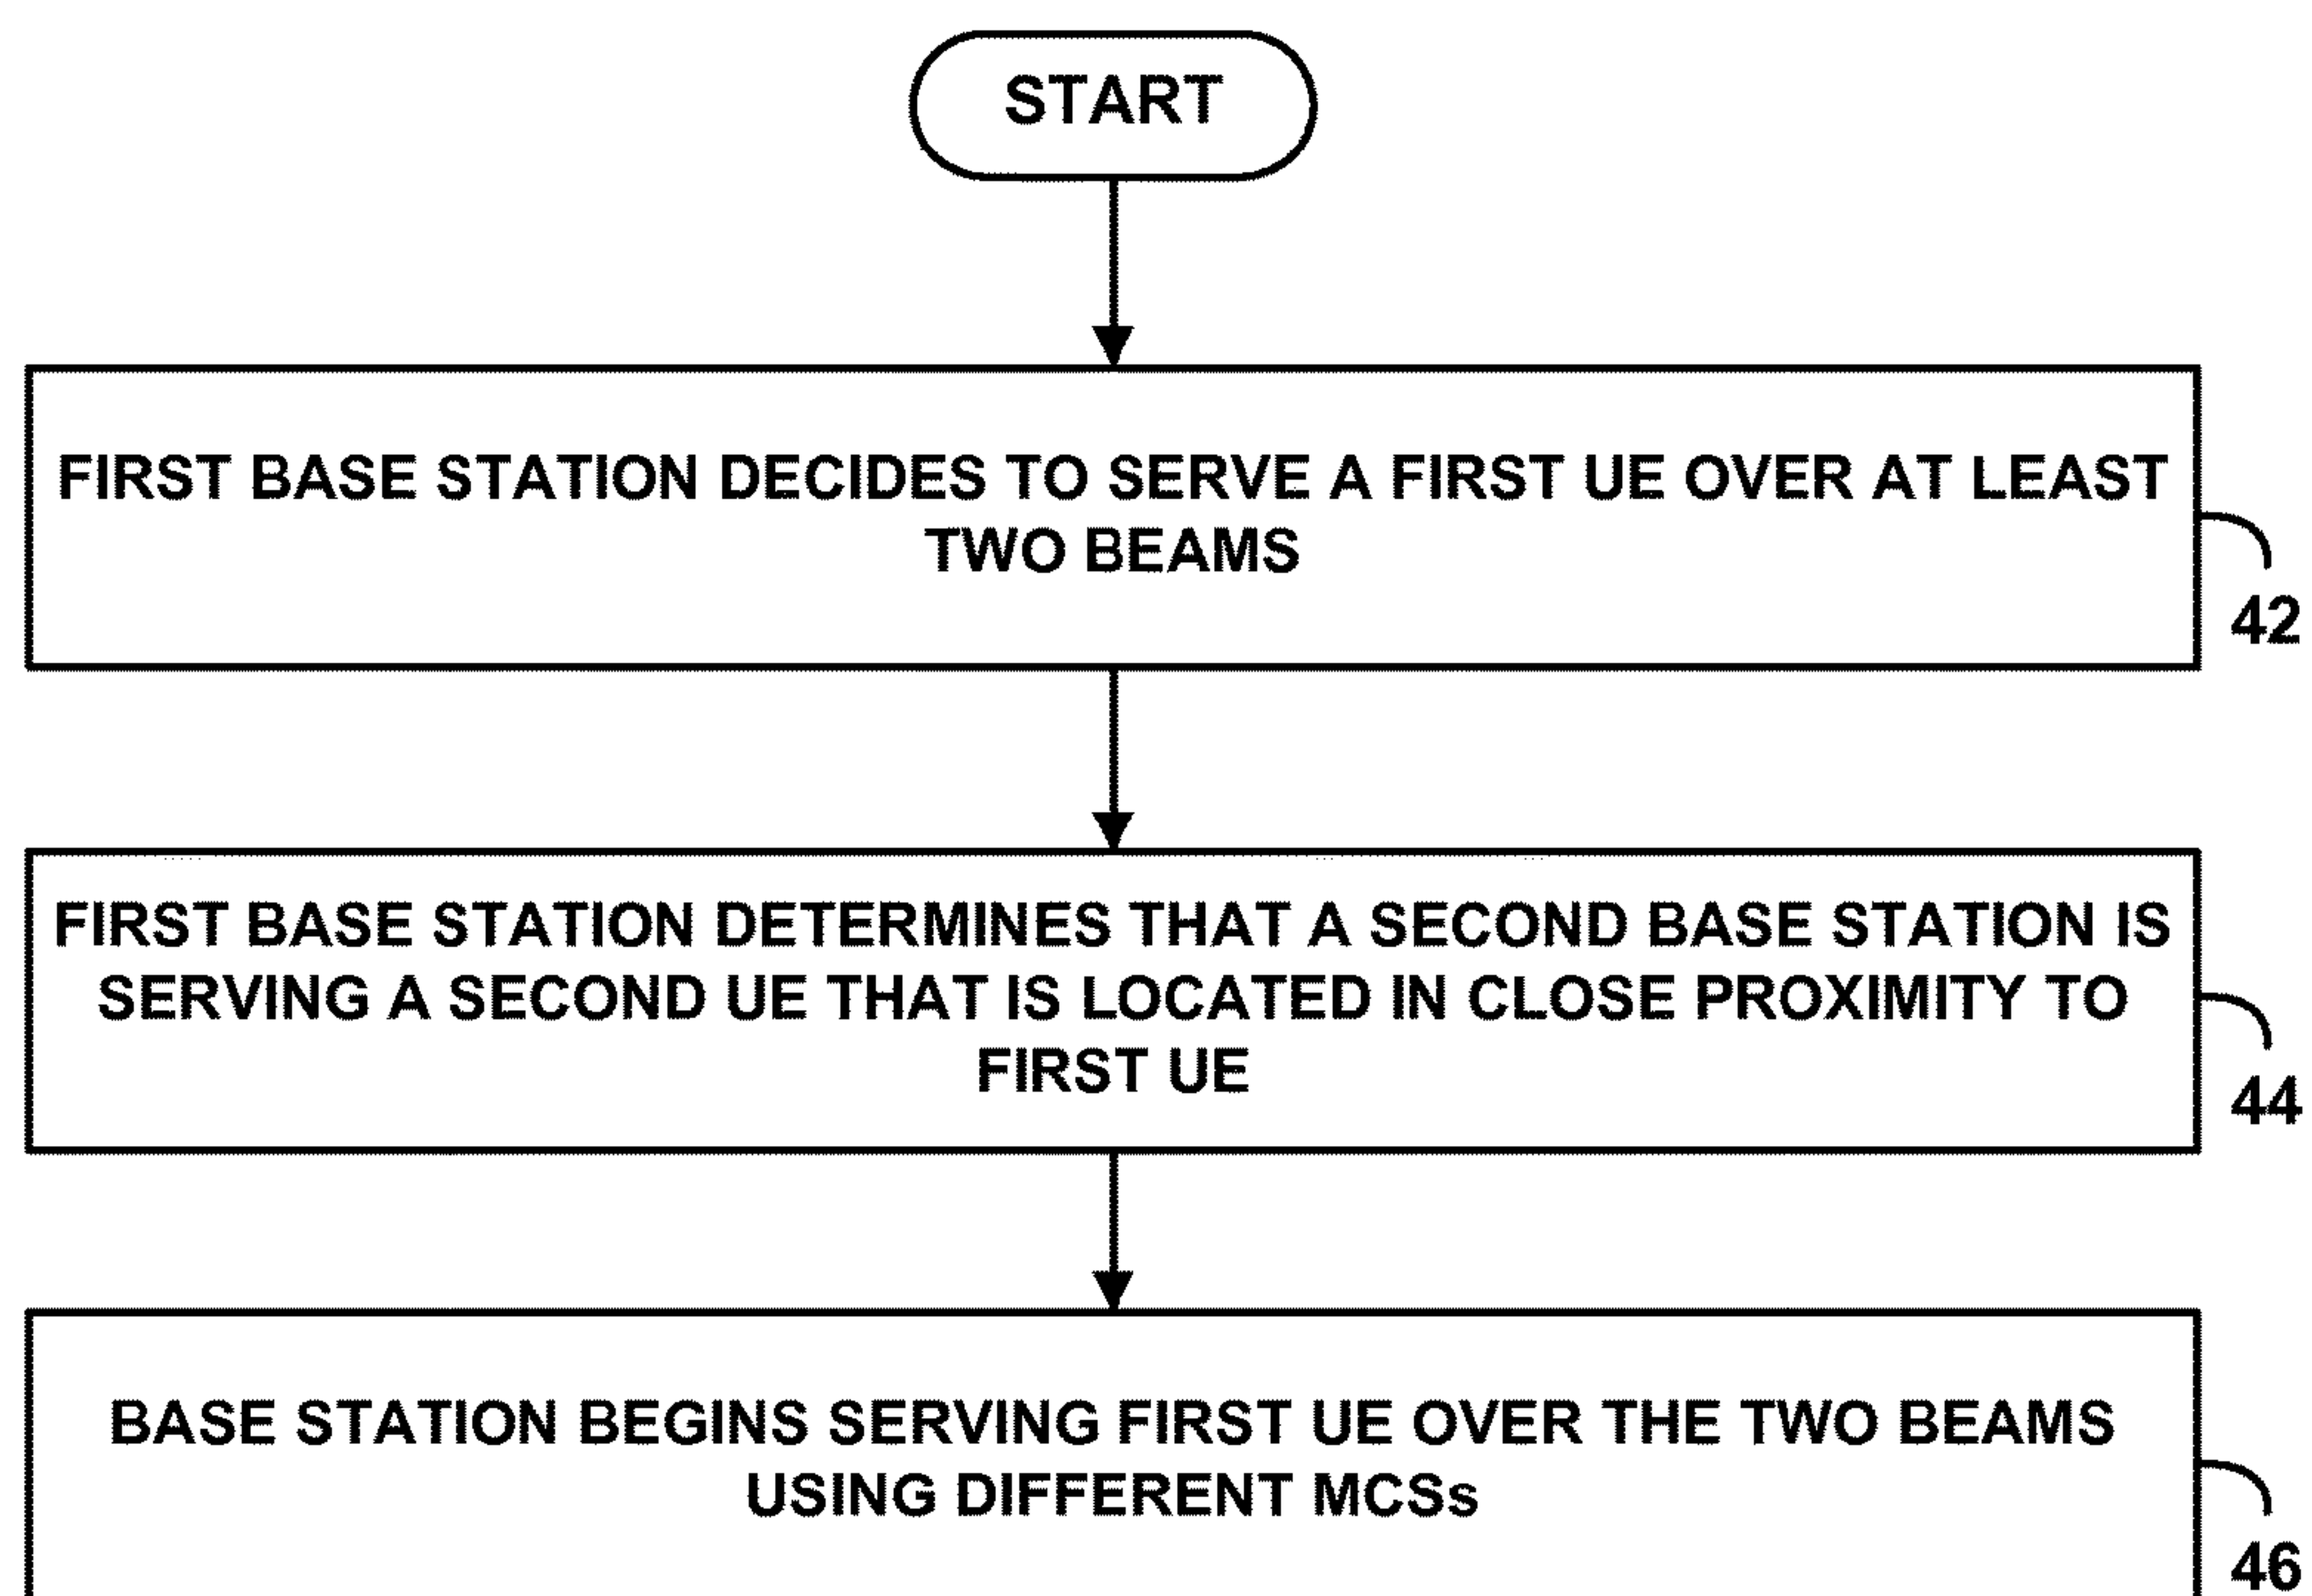 START
FIRST BASE STATION DECIDES TO SERVE A FIRST UE OVER AT LEAST
TWO BEAMS
42
FIRST BASE STATION DETERMINES THAT A SECOND BASE STATION IS
SERVING A SECOND UE THAT IS LOCATED IN CLOSE PROXIMITY TO
FIRST UE
44
BASE STATION BEGINS SERVING FIRST UE OVER THE TWO BEAMS
USING DIFFERENT MCSs
46